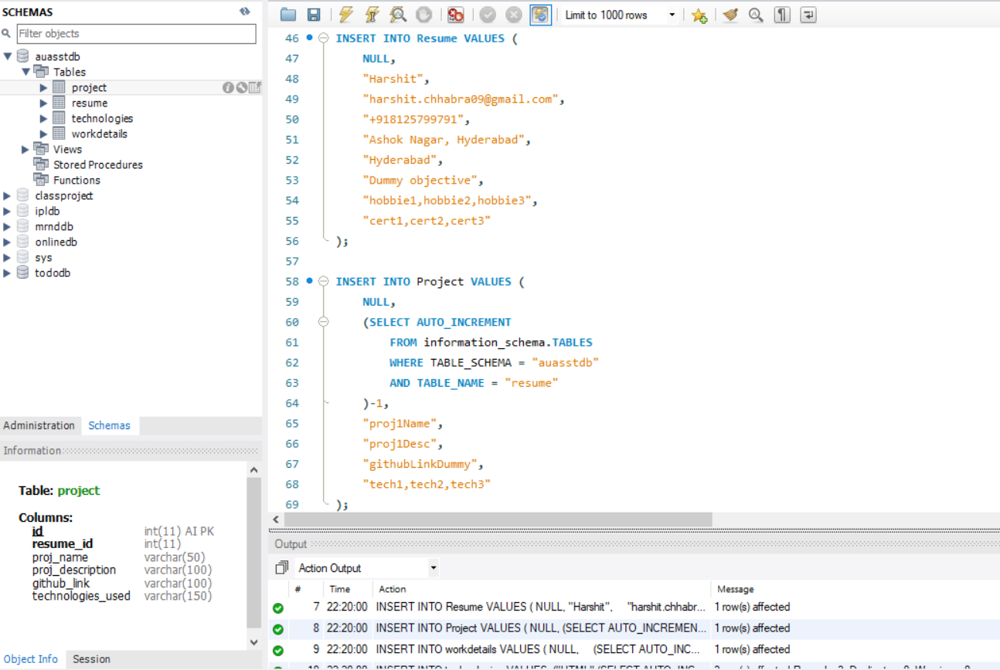 SCHEMAS
Filter objects
auasstdb
Tables
project
resume
technologies
workdetails
Views
Stored Procedures
Functions
classproject
ipldb
mrnddb
onlinedb
sys
tododb
Administration Schemas
Information
Table: project
Columns:
id int(11) AI PK
resume_id int(11)
proj_name varchar(50)
proj_description varchar(100)
github_link varchar(100)
technologies_used varchar(150)
Object Info Session
Limit to 1000 rows
46 INSERT INTO Resume VALUES (
47 NULL,
48 "Harshit",
49 "harshit.chhabra09@gmail.com",
50 "+918125799791",
51 "Ashok Nagar, Hyderabad",
52 "Hyderabad",
53 "Dummy objective",
54 "hobbie1,hobbie2,hobbie3",
55 "cert1,cert2,cert3"
56 );
57
58 INSERT INTO Project VALUES (
59 NULL,
60 (SELECT AUTO_INCREMENT
61 FROM information_schema.TABLES
62 WHERE TABLE_SCHEMA = "auasstdb"
63 AND TABLE_NAME = "resume"
64 )-1,
65 "proj1Name",
66 "proj1Desc",
67 "githubLinkDummy",
68 "tech1,tech2,tech3"
69 );
Output
Action Output
# Time Action Message
7 22:20:00 INSERT INTO Resume VALUES ( NULL, "Harshit", "harshit.chhabr... 1 row(s) affected
8 22:20:00 INSERT INTO Project VALUES ( NULL, (SELECT AUTO_INCREMEN... 1 row(s) affected
9 22:20:00 INSERT INTO workdetails VALUES ( NULL, (SELECT AUTO_INC... 1 row(s) affected